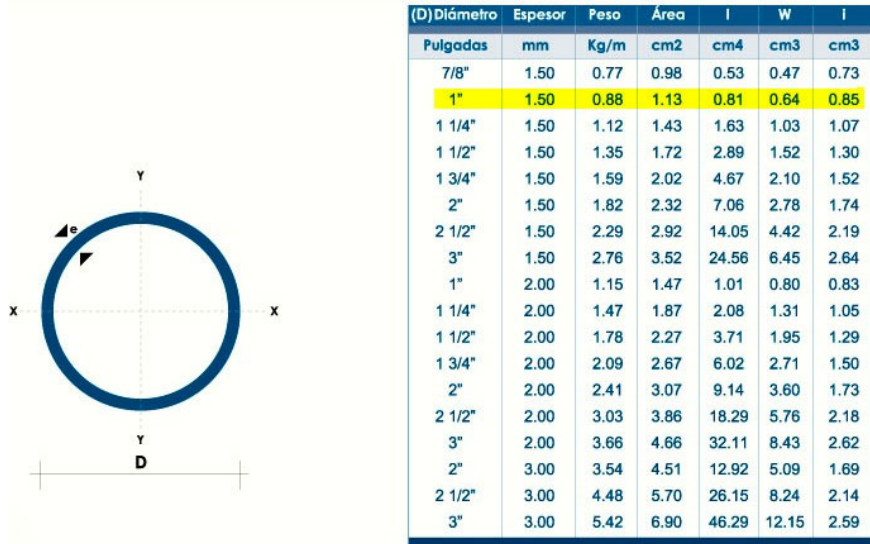 (D)Diámetro Espesor Peso Área I W i
Pulgadas mm Kg/m cm2 cm4 cm3 cm3
7/8" 1.50 0.77 0.98 0.53 0.47 0.73
1" 1.50 0.88 1.13 0.81 0.64 0.85
1 1/4" 1.50 1.12 1.43 1.63 1.03 1.07
1 1/2" 1.50 1.35 1.72 2.89 1.52 1.30
1 3/4" 1.50 1.59 2.02 4.67 2.10 1.52
2" 1.50 1.82 2.32 7.06 2.78 1.74
2 1/2" 1.50 2.29 2.92 14.05 4.42 2.19
3" 1.50 2.76 3.52 24.56 6.45 2.64
1" 2.00 1.15 1.47 1.01 0.80 0.83
1 1/4" 2.00 1.47 1.87 2.08 1.31 1.05
1 1/2" 2.00 1.78 2.27 3.71 1.95 1.29
1 3/4" 2.00 2.09 2.67 6.02 2.71 1.50
2" 2.00 2.41 3.07 9.14 3.60 1.73
2 1/2" 2.00 3.03 3.86 18.29 5.76 2.18
3" 2.00 3.66 4.66 32.11 8.43 2.62
2" 3.00 3.54 4.51 12.92 5.09 1.69
2 1/2" 3.00 4.48 5.70 26.15 8.24 2.14
3" 3.00 5.42 6.90 46.29 12.15 2.59
Y
e
X X
Y
D